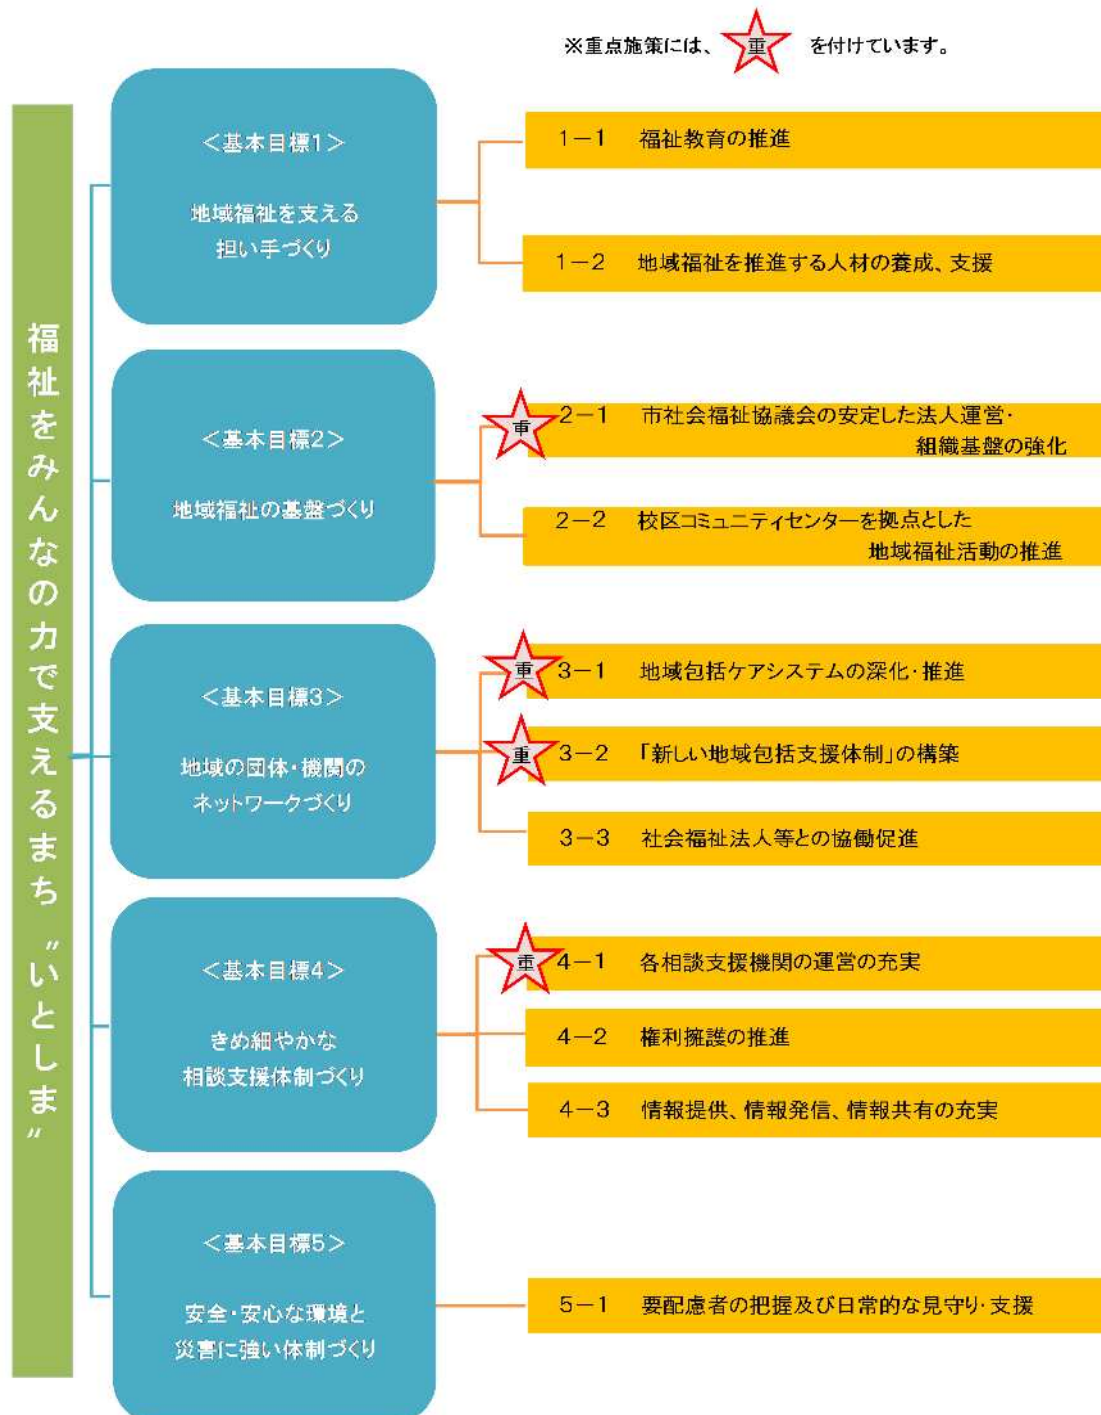 ※重点施策には、 重 を付けています。
福祉をみんなの力で支えるまち〝いとしま〟
＜基本目標1＞
地域福祉を支える
担い手づくり
1－1 福祉教育の推進
1－2 地域福祉を推進する人材の養成、支援
＜基本目標2＞
地域福祉の基盤づくり
重 2－1 市社会福祉協議会の安定した法人運営・
組織基盤の強化
2－2 校区コミュニティセンターを拠点とした
地域福祉活動の推進
＜基本目標3＞
地域の団体・機関の
ネットワークづくり
重 3－1 地域包括ケアシステムの深化・推進
重 3－2 「新しい地域包括支援体制」の構築
3－3 社会福祉法人等との協働促進
＜基本目標4＞
きめ細やかな
相談支援体制づくり
重 4－1 各相談支援機関の運営の充実
4－2 権利擁護の推進
4－3 情報提供、情報発信、情報共有の充実
＜基本目標5＞
安全・安心な環境と
災害に強い体制づくり
5－1 要配慮者の把握及び日常的な見守り・支援